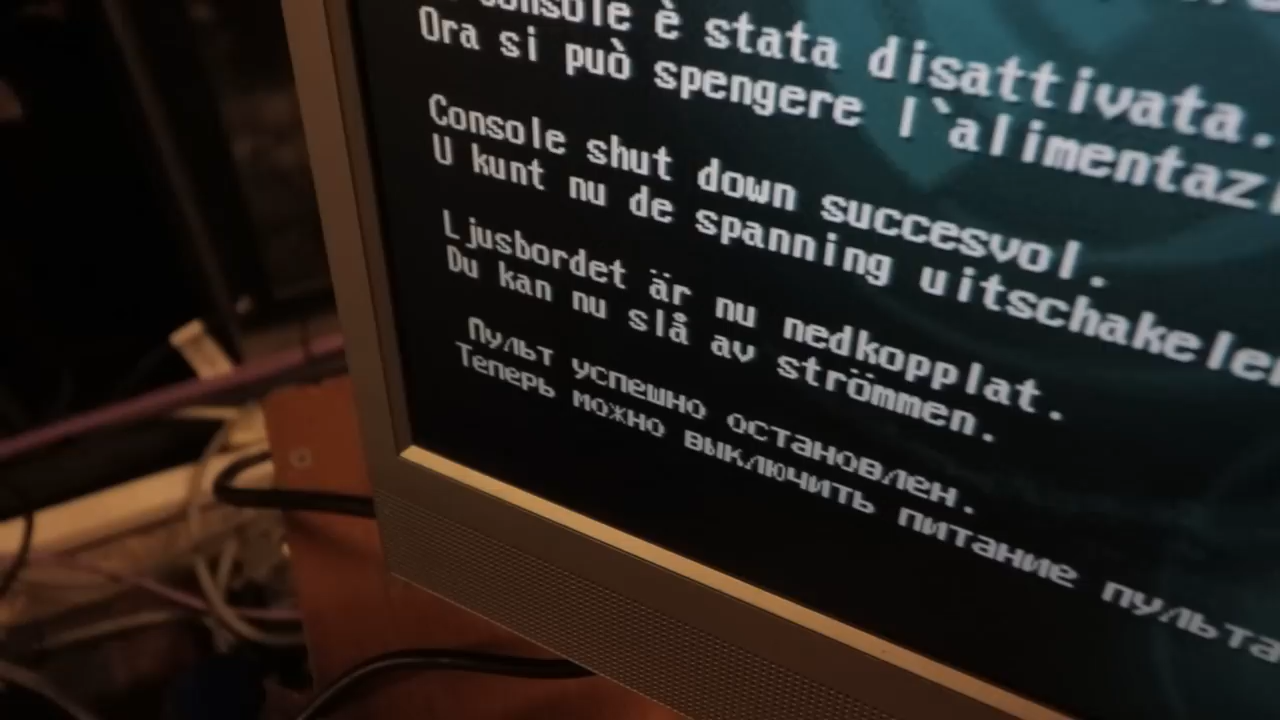 console è stata disattivata.
Ora si può spengere l`alimentazi
Console shut down succesvol.
U kunt nu de spanning uitschakelen
Ljusbordet är nu nedkopplat.
Du kan nu slå av strömmen.
Пульт успешно остановлен.
Теперь можно выключить питание пульта